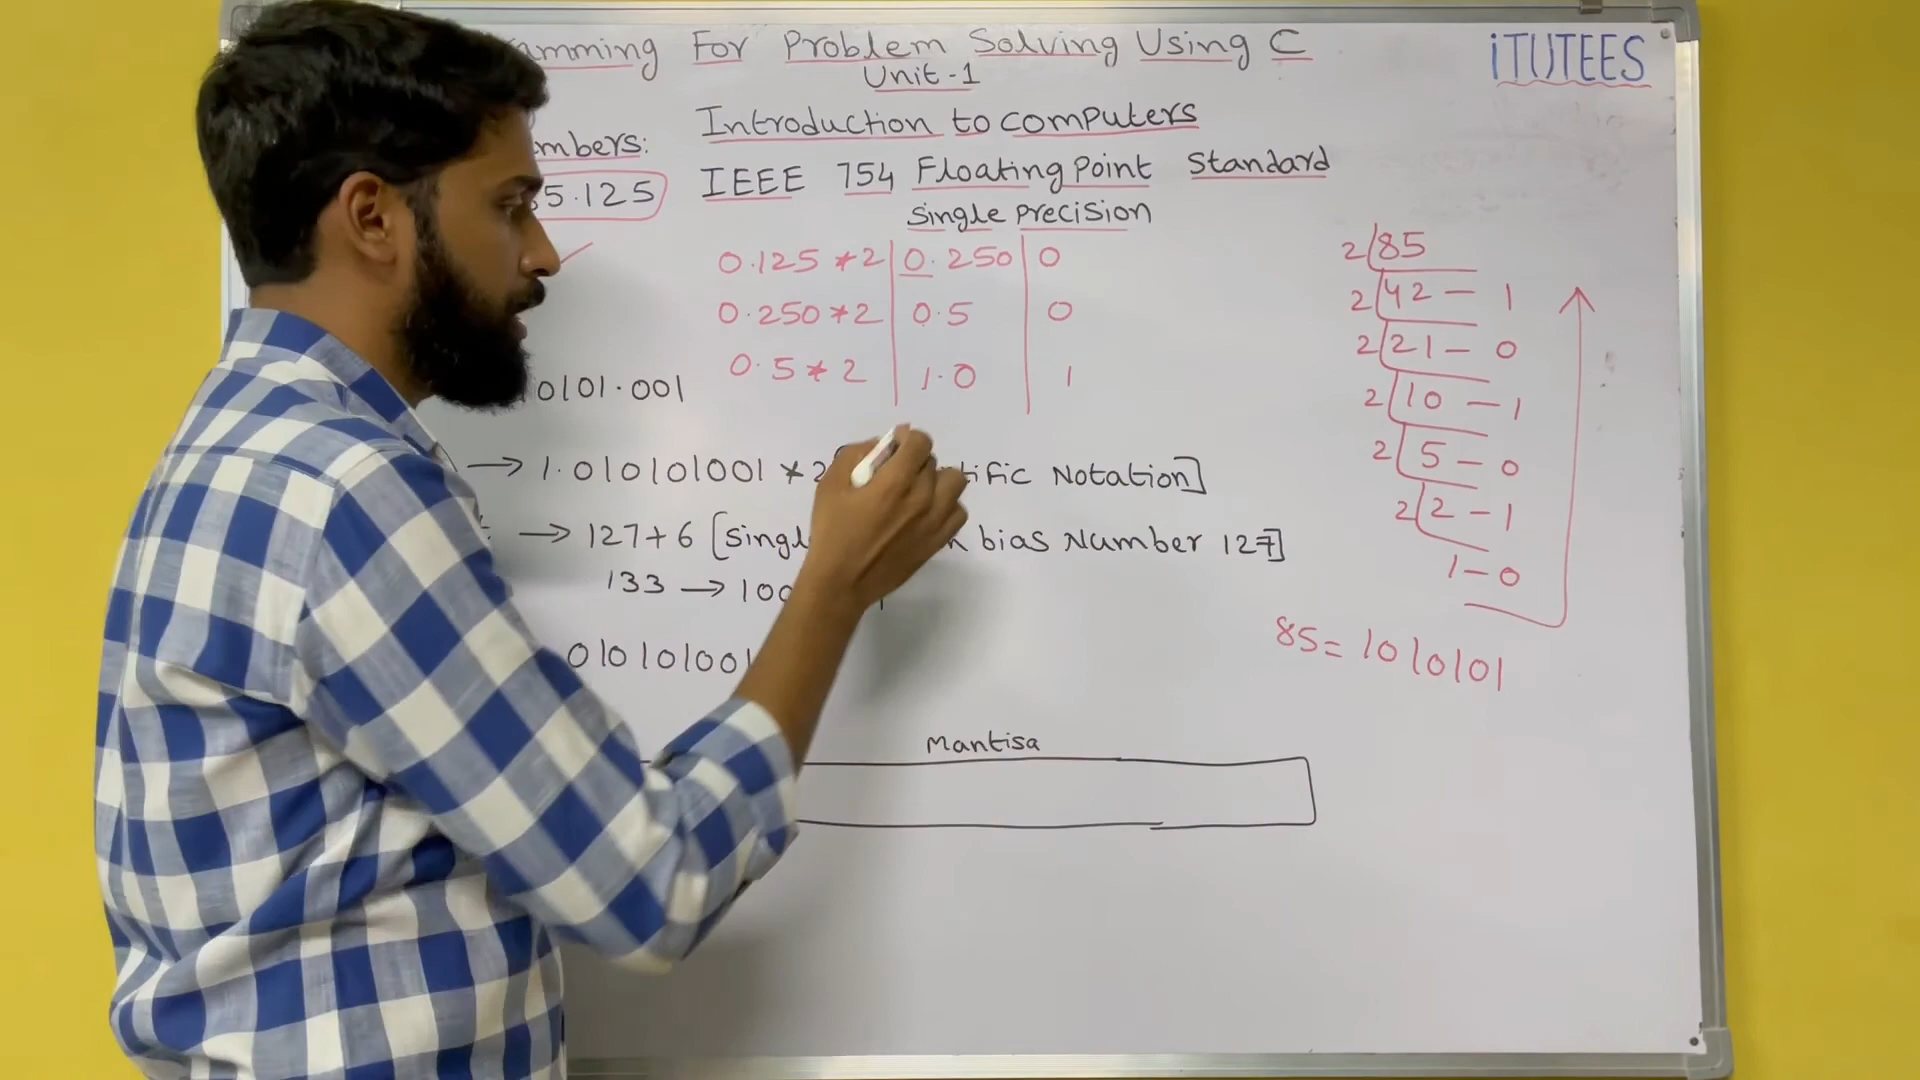 amming For Problem Solving Using C
iTUTEES
Unit-1
Introduction to computers
mbers:
5.125
IEEE 754 Floating Point Standard
Single Precision
0.125 * 2 | 0.250 | 0
0.250 * 2 | 0.5 | 0
0.5 * 2 | 1.0 | 1
0101.001
→ 1.010101001 * 2 tific Notation]
→ 127+6 [Singl n bias Number 127]
133 → 100
010101001
Mantisa
2 85
2 42 - 1
2 21 - 0
2 10 - 1
2 5 - 0
2 2 - 1
1 - 0
85 = 1010101